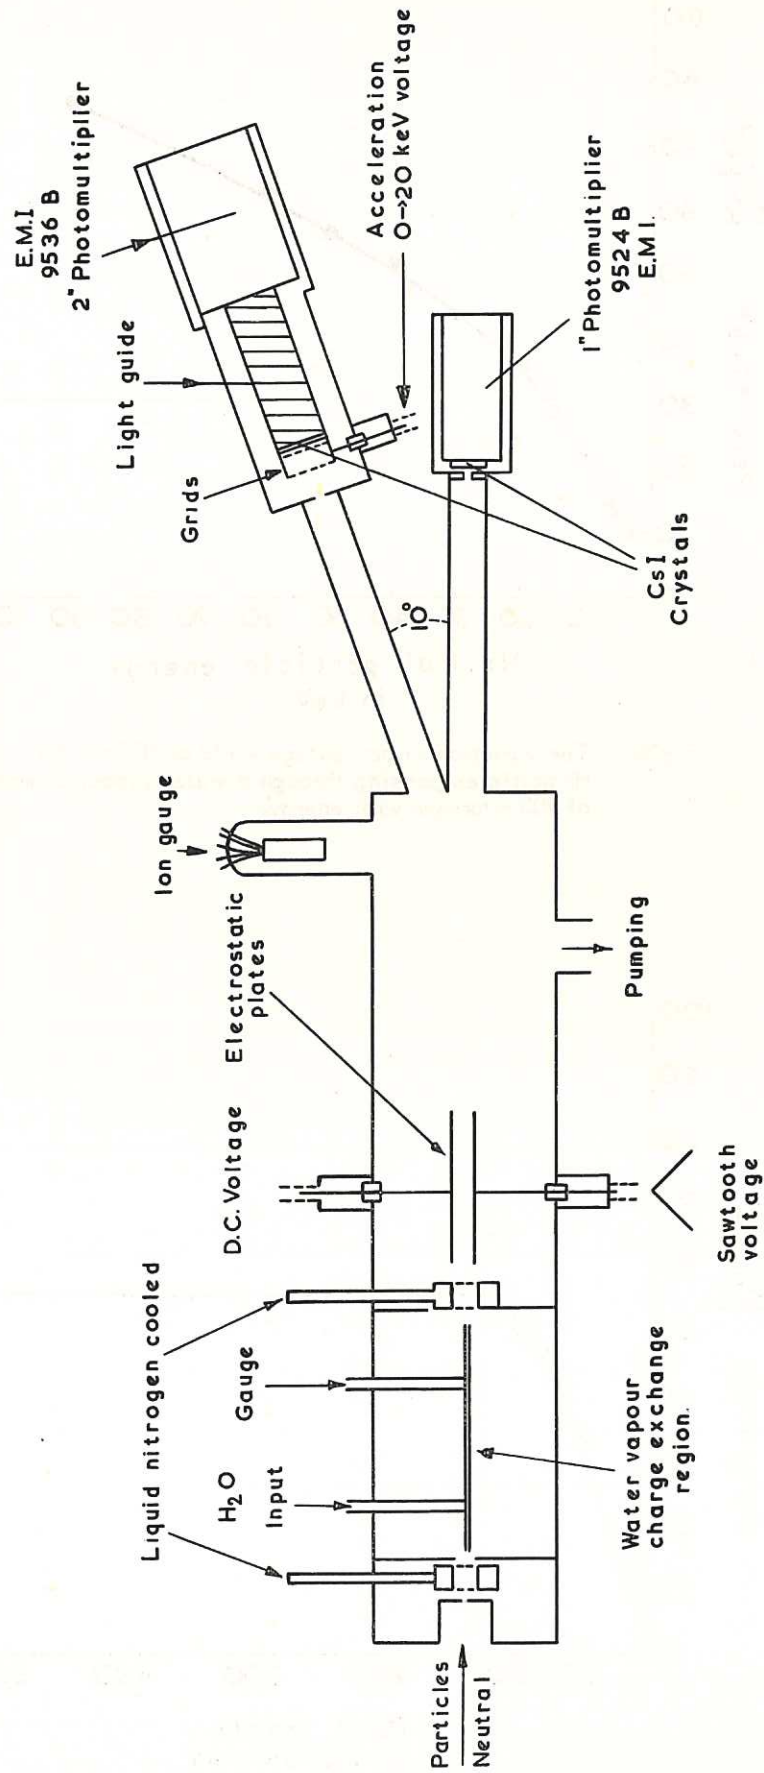 E.M.I
9536 B
2" Photomultiplier
Light guide
Grids
Acceleration
0→20 keV voltage
1" Photomultiplier
9524 B
E.M.I.
CsI
Crystals
10°
Ion gauge
Electrostatic
plates
Pumping
D.C. Voltage
Sawtooth
voltage
Liquid nitrogen cooled
Gauge
H₂O
Input
Water vapour
charge exchange
region.
Particles
Neutral